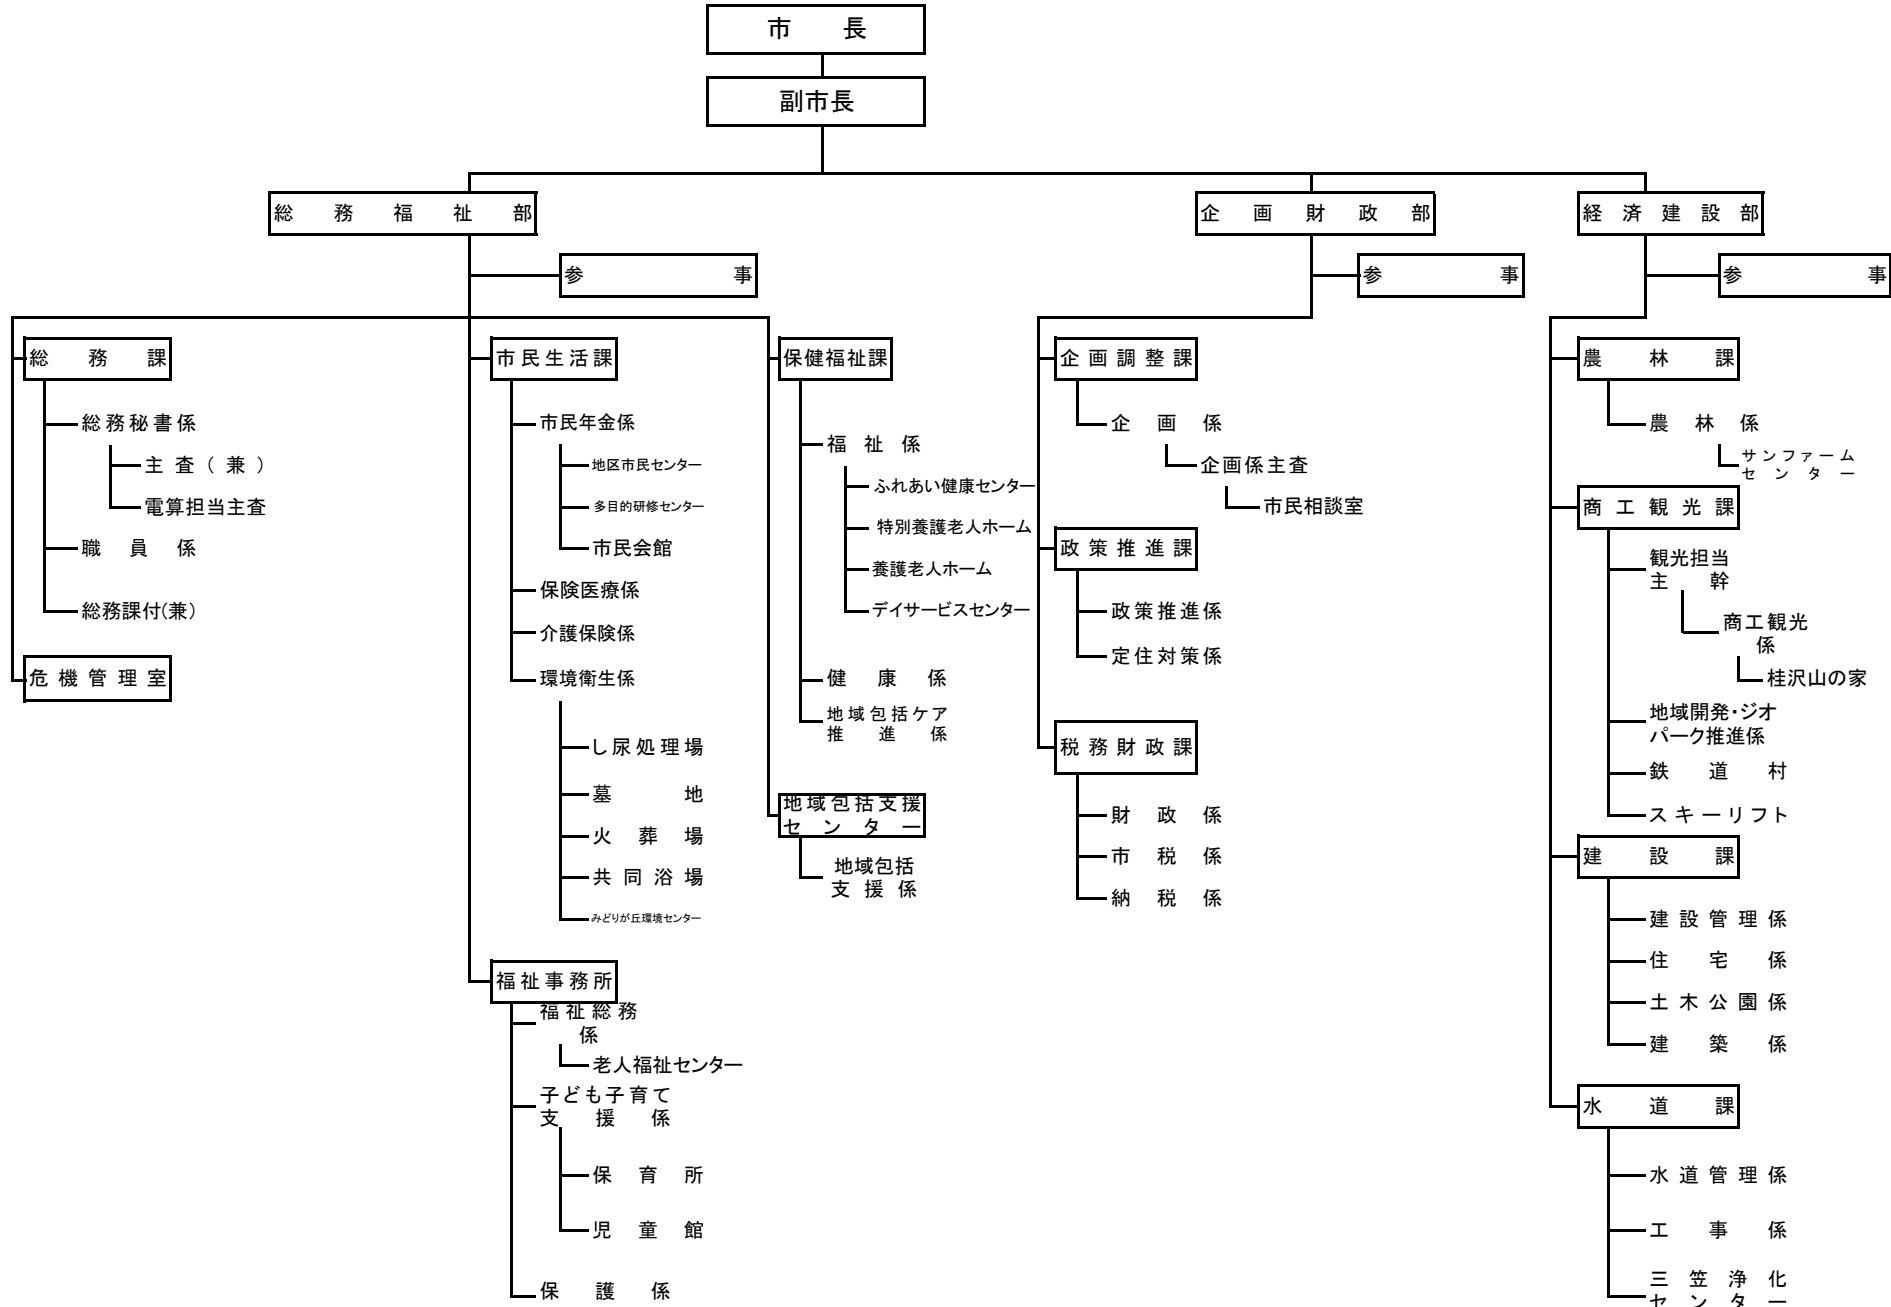 市長
副市長
総務福祉部
参事
総務課
総務秘書係
主査(兼)
電算担当主査
職員係
総務課付(兼)
危機管理室
市民生活課
市民年金係
地区市民センター
多目的研修センター
市民会館
保険医療係
介護保険係
環境衛生係
し尿処理場
墓地
火葬場
共同浴場
みどりが丘環境センター
福祉事務所
福祉総務
係
老人福祉センター
子ども子育て
支援係
保育所
児童館
保護係
保健福祉課
福祉係
ふれあい健康センター
特別養護老人ホーム
養護老人ホーム
デイサービスセンター
健康係
地域包括ケア
推進係
地域包括支援
センター
地域包括
支援係
企画財政部
参事
企画調整課
企画係
企画係主査
市民相談室
政策推進課
政策推進係
定住対策係
税務財政課
財政係
市税係
納税係
経済建設部
参事
農林課
農林係
サンファーム
センター
商工観光課
観光担当
主幹
商工観光
係
桂沢山の家
地域開発・ジオ
パーク推進係
鉄道村
スキーリフト
建設課
建設管理係
住宅係
土木公園係
建築係
水道課
水道管理係
工事係
三笠浄化
センター